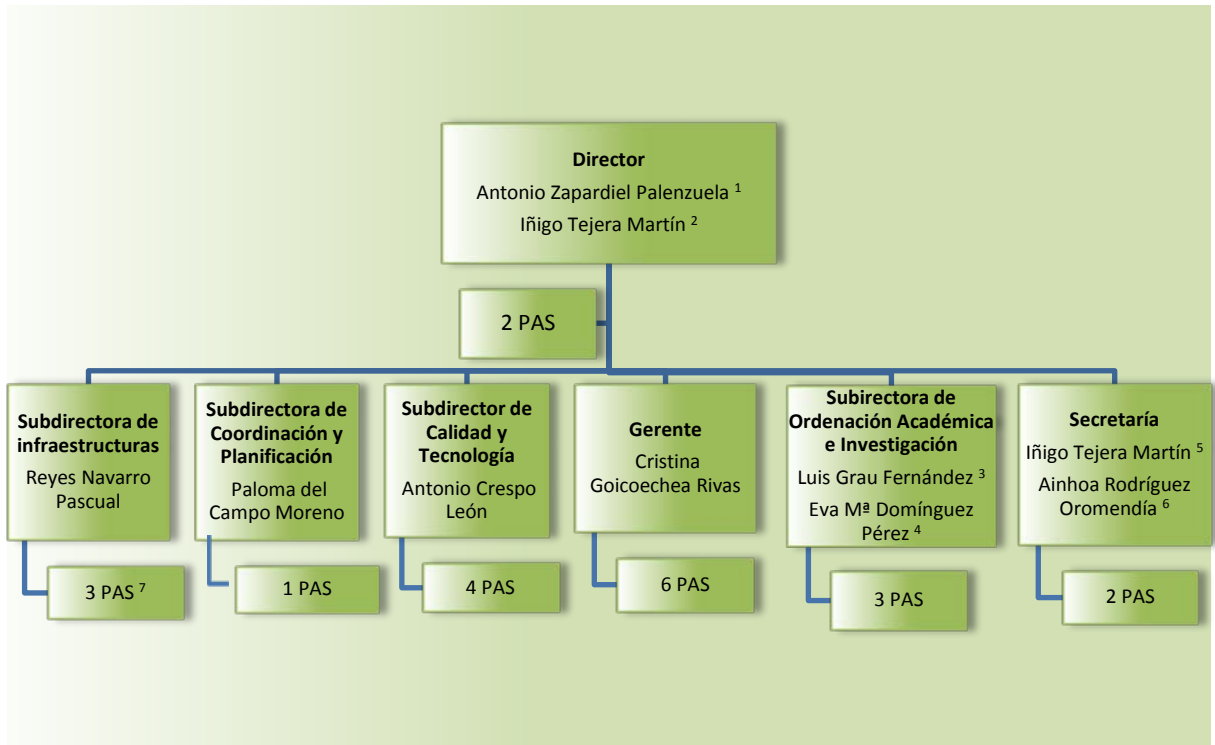 Director
Antonio Zapardiel Palenzuela 1
Iñigo Tejera Martín 2
2 PAS
Subdirectora de
infraestructuras
Reyes Navarro
Pascual
3 PAS 7
Subdirectora de
Coordinación y
Planificación
Paloma del
Campo Moreno
1 PAS
Subdirector de
Calidad y
Tecnología
Antonio Crespo
León
4 PAS
Gerente
Cristina
Goicoechea Rivas
6 PAS
Subirectora de
Ordenación Académica
e Investigación
Luis Grau Fernández 3
Eva Mª Domínguez
Pérez 4
3 PAS
Secretaría
Iñigo Tejera Martín 5
Ainhoa Rodríguez
Oromendía 6
2 PAS